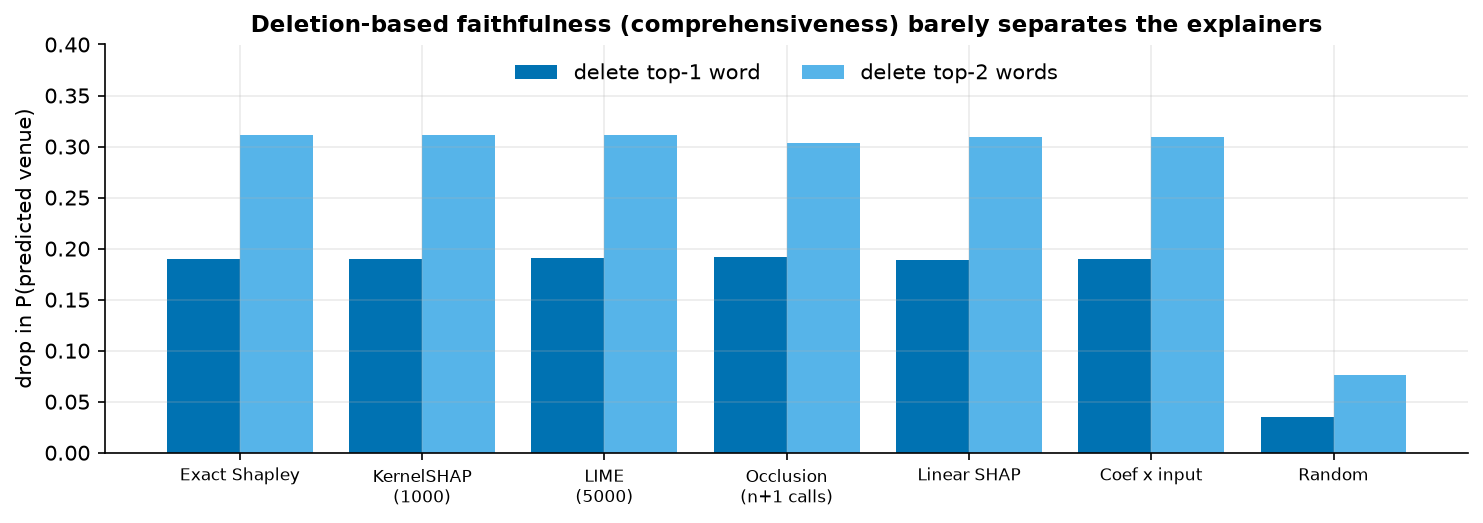 Deletion-based faithfulness (comprehensiveness) barely separates the explainers
delete top-1 word
delete top-2 words
drop in P(predicted venue)
0.40
0.35
0.30
0.25
0.20
0.15
0.10
0.05
0.00
Exact Shapley
KernelSHAP
(1000)
LIME
(5000)
Occlusion
(n+1 calls)
Linear SHAP
Coef x input
Random